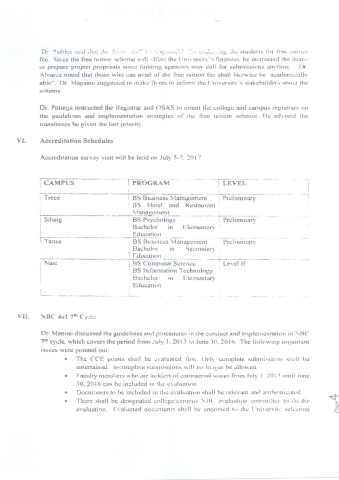 Dr. Robles said that the deans shall be responsible for endorsing the students for free tuition
fee. Since the free tuition scheme will affect the University's finances, he instructed the deans
to prepare project proposals since funding agencies may call for submissions anytime. Dr.
Alvarez noted that those who can avail of the free tuition fee shall likewise be "academically
able". Dr. Magsino suggested to make flyers to inform the University's stakeholders about the
scheme.
Dr. Polinga instructed the Registrar and OSAS to orient the college and campus registrars on
the guidelines and implementation strategies of the free tuition scheme. He advised the
transferees be given the last priority.
VI. Accreditation Schedules
Accreditation survey visit will be held on July 5-7, 2017
CAMPUS PROGRAM LEVEL
Trece BS Business Management Preliminary
BS Hotel and Restaurant
Management
Silang BS Psychology Preliminary
Bachelor in Elementary
Education
Tanza BS Business Management Preliminary
Bachelor in Secondary
Education
Naic BS Computer Science Level II
BS Information Technology
Bachelor in Elementary
Education
VII. NBC 461 7th Cycle
Dr. discussed the guidelines and procedures in the conduct and implementation of NBC
7th cycle, which covers the period from July 1, 2013 to June 30, 2016. The following important
issues were pointed out:
• The CCE points shall be evaluated first. Only complete submissions shall be
entertained. Incomplete submissions will no longer be allowed.
• Faculty members who are holders of contractual status from July 1, 2013 until June
30, 2016 can be included in the evaluation.
• Documents to be included in the evaluation shall be relevant and authenticated.
• There shall be designated college/campus NBC evaluation committee to do the
evaluation. Evaluated documents shall be endorsed to the University selection
Page 4